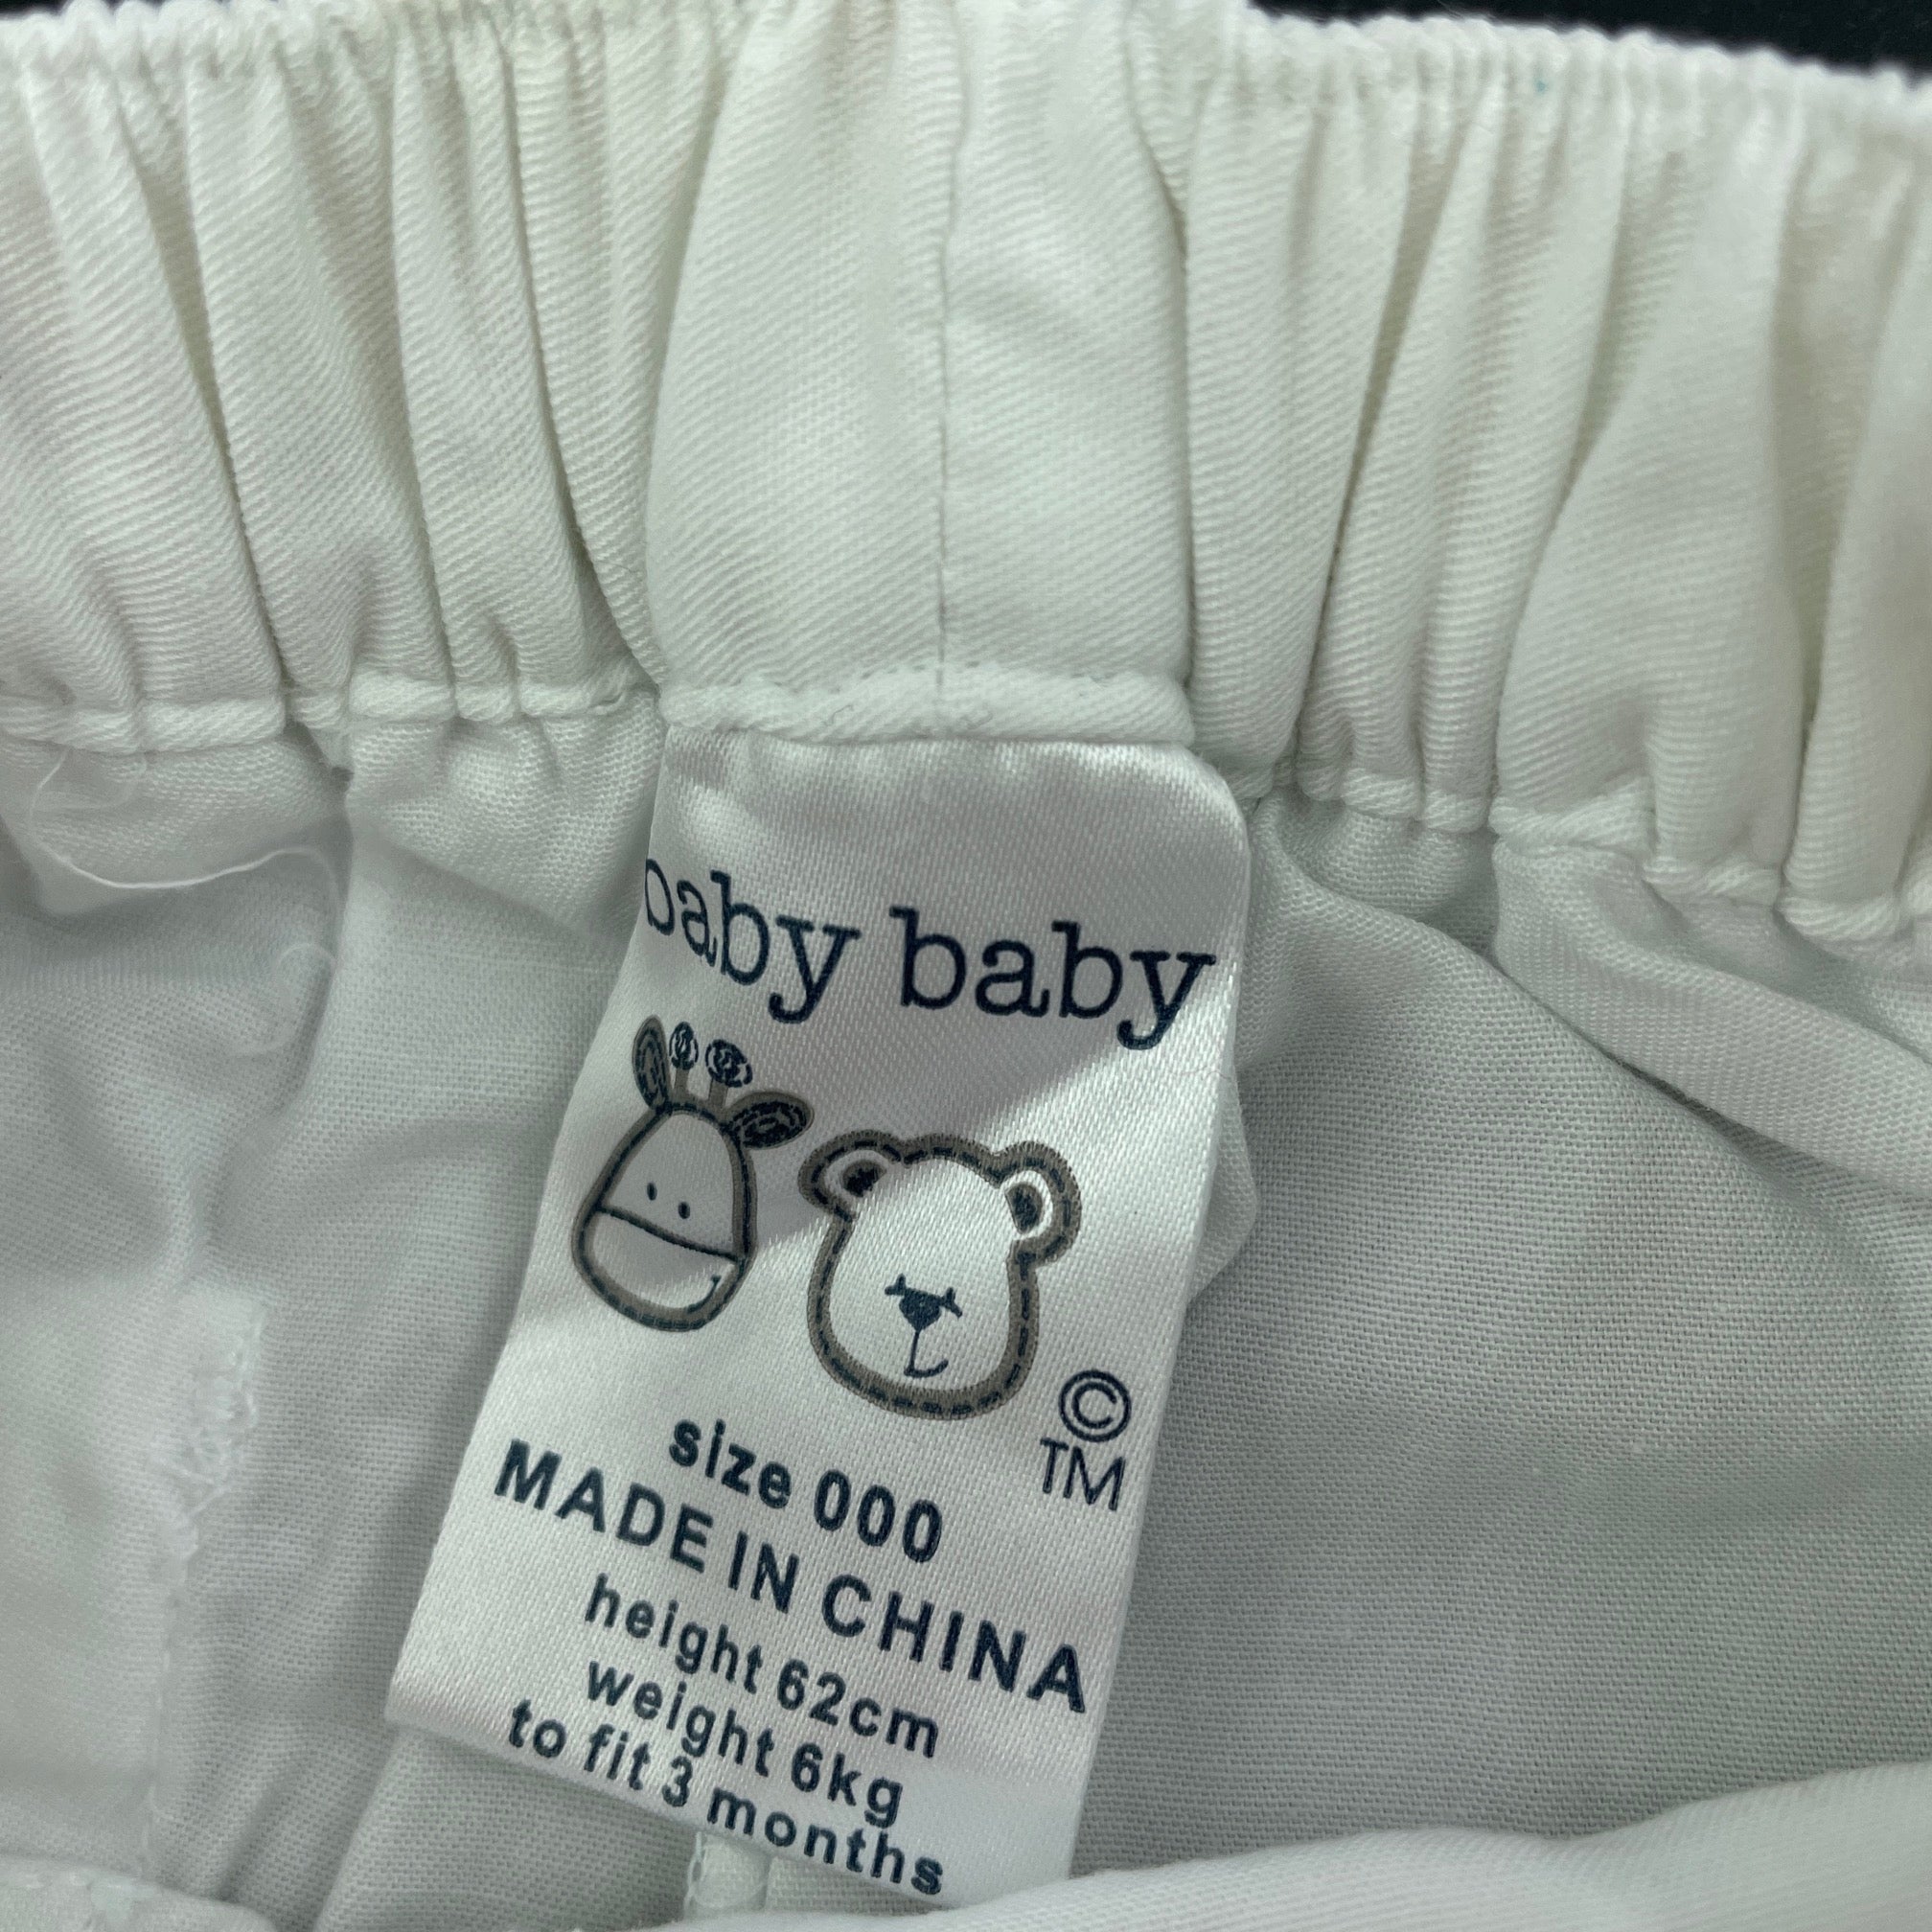 baby baby
©
TM
size 000
MADE IN CHINA
height 62cm
weight 6kg
to fit 3 months